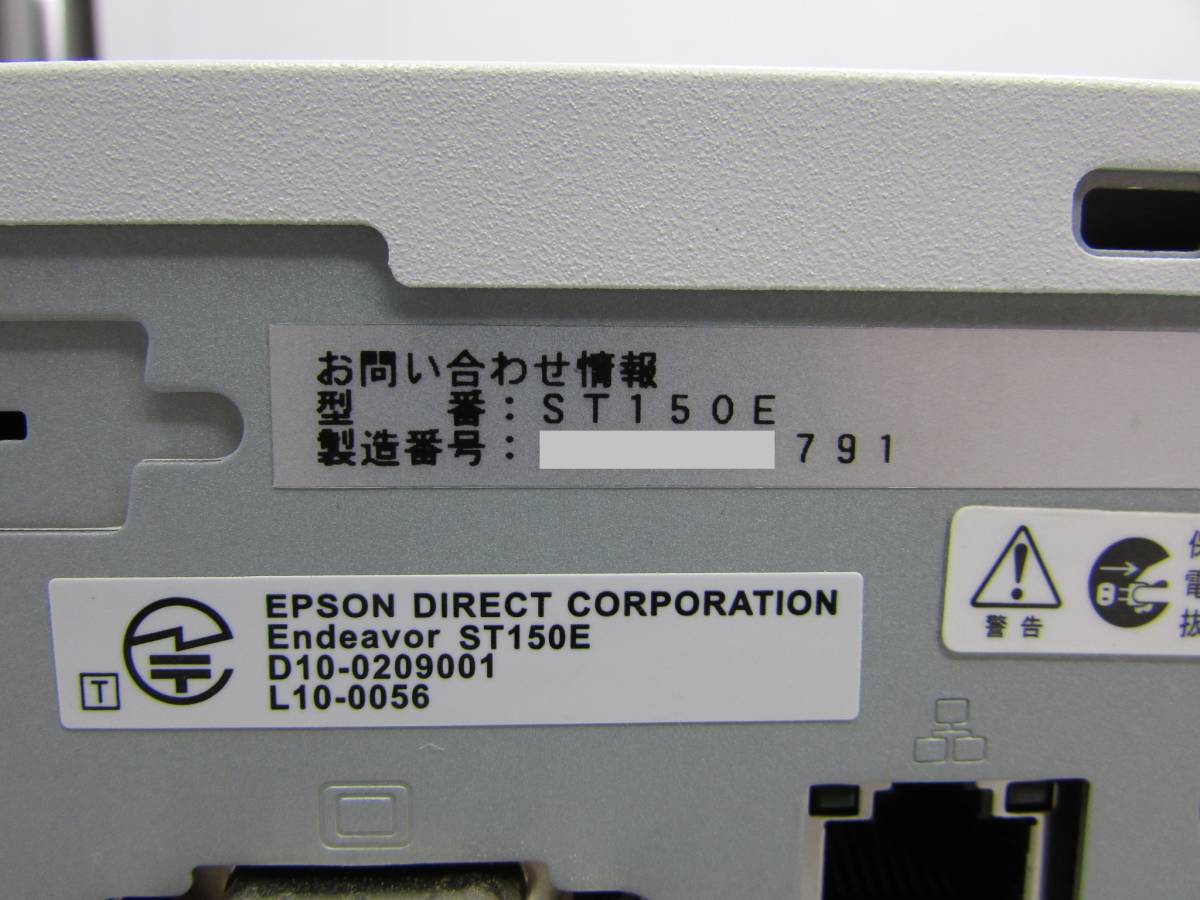 お問い合わせ情報
型　　番：ＳＴ１５０Ｅ
製造番号：　　　　　　７９１
警告
電
EPSON DIRECT CORPORATION
Endeavor ST150E
D10-0209001
L10-0056
T